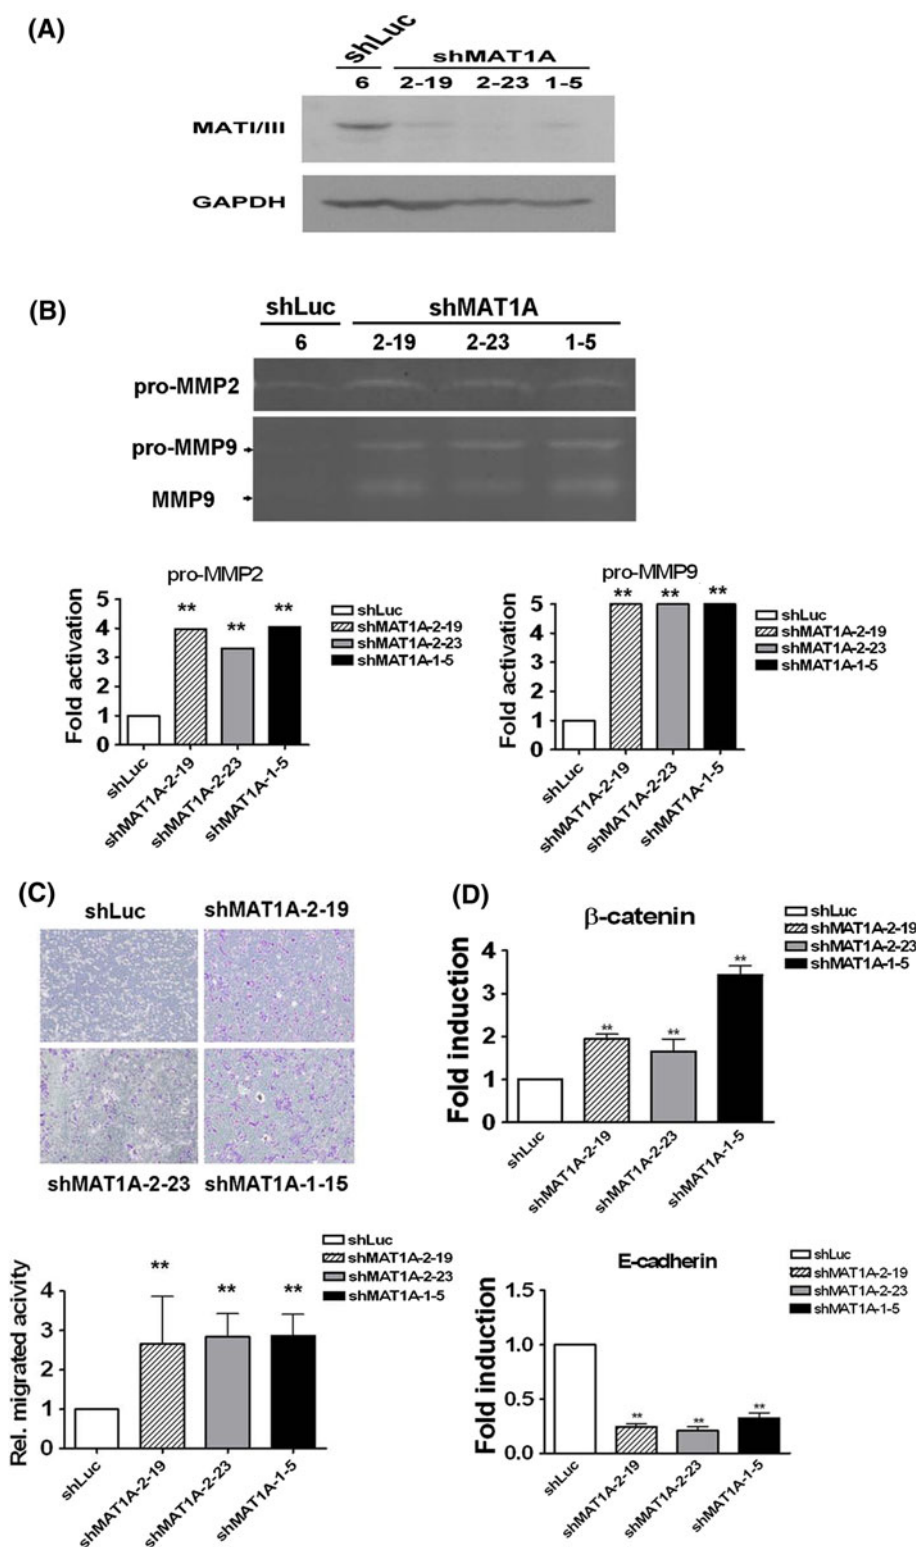 (A)
shLuc
shMAT1A
6 2-19 2-23 1-5
MATI/III
GAPDH
(B)
shLuc shMAT1A
6 2-19 2-23 1-5
pro-MMP2
pro-MMP9
MMP9
pro-MMP2
Fold activation
5
4
3
2
1
0
**
**
**
shLuc
shMAT1A-2-19
shMAT1A-2-23
shMAT1A-1-5
shLuc
shMAT1A-2-19
shMAT1A-2-23
shMAT1A-1-5
pro-MMP9
Fold activation
5
4
3
2
1
0
**
**
**
shLuc
shMAT1A-2-19
shMAT1A-2-23
shMAT1A-1-5
shLuc
shMAT1A-2-19
shMAT1A-2-23
shMAT1A-1-5
(C)
shLuc shMAT1A-2-19
shMAT1A-2-23 shMAT1A-1-15
Rel. migrated acivity
4
3
2
1
0
**
**
**
shLuc
shMAT1A-2-19
shMAT1A-2-23
shMAT1A-1-5
shLuc
shMAT1A-2-19
shMAT1A-2-23
shMAT1A-1-5
(D)
β-catenin
Fold induction
4
3
2
1
0
**
**
**
shLuc
shMAT1A-2-19
shMAT1A-2-23
shMAT1A-1-5
shLuc
shMAT1A-2-19
shMAT1A-2-23
shMAT1A-1-5
E-cadherin
Fold induction
1.5
1.0
0.5
0.0
**
**
**
shLuc
shMAT1A-2-19
shMAT1A-2-23
shMAT1A-1-5
shLuc
shMAT1A-2-19
shMAT1A-2-23
shMAT1A-1-5